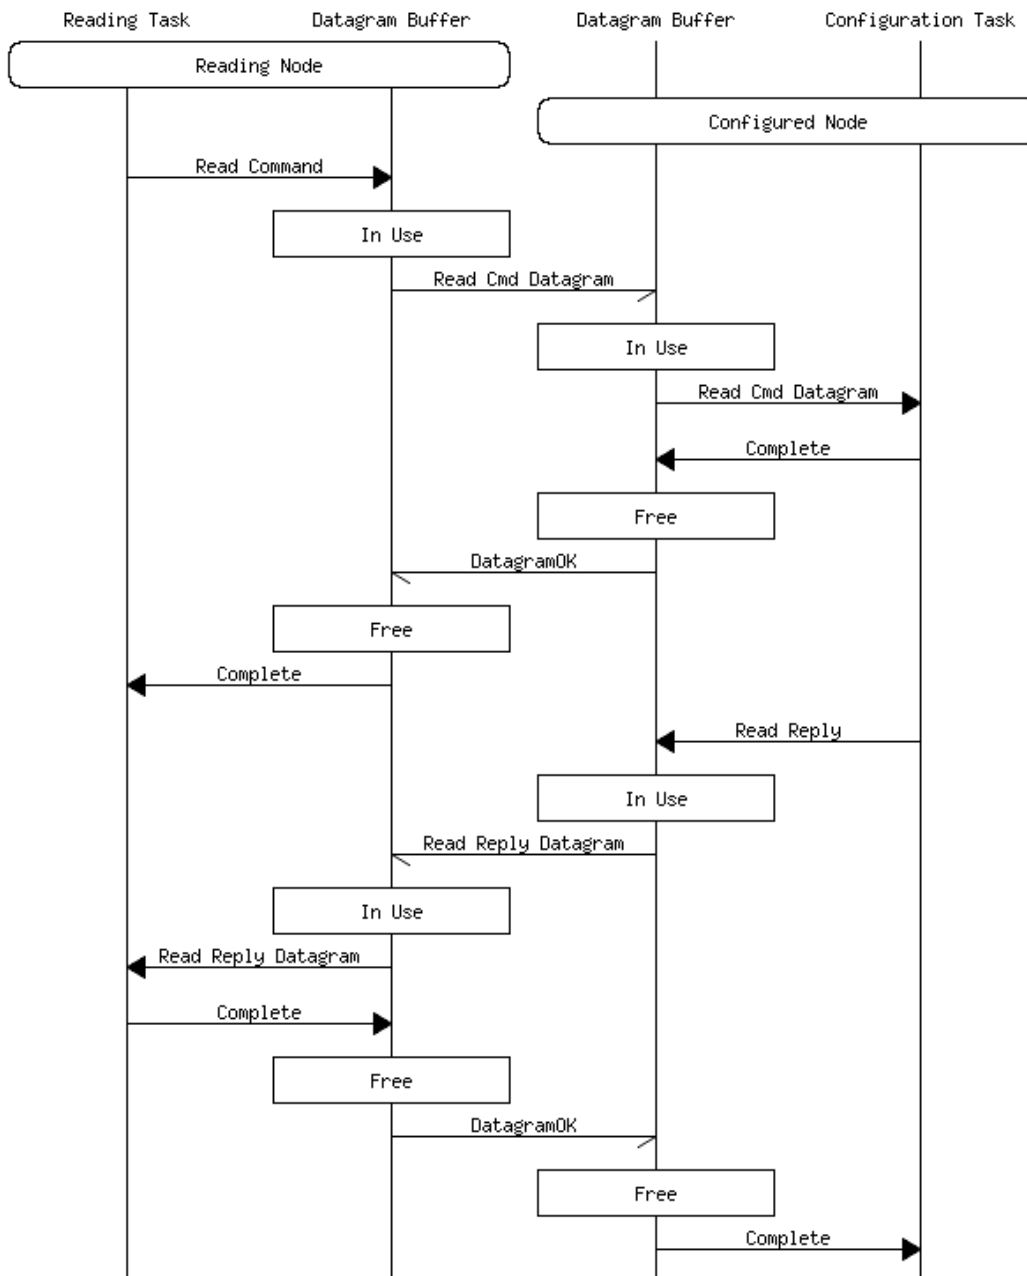 Reading Task
Datagram Buffer
Datagram Buffer
Configuration Task
Reading Node
Configured Node
Read Command
In Use
Read Cmd Datagram
In Use
Read Cmd Datagram
Complete
Free
DatagramOK
Free
Complete
Read Reply
In Use
Read Reply Datagram
In Use
Read Reply Datagram
Complete
Free
DatagramOK
Free
Complete